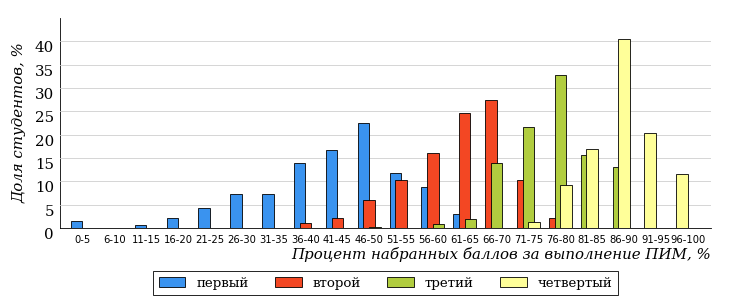 Доля студентов, %
40
35
30
25
20
15
10
5
0
0-5 6-10 11-15 16-20 21-25 26-30 31-35 36-40 41-45 46-50 51-55 56-60 61-65 66-70 71-75 76-80 81-85 86-90 91-95 96-100
Процент набранных баллов за выполнение ПИМ, %
первый второй третий четвертый